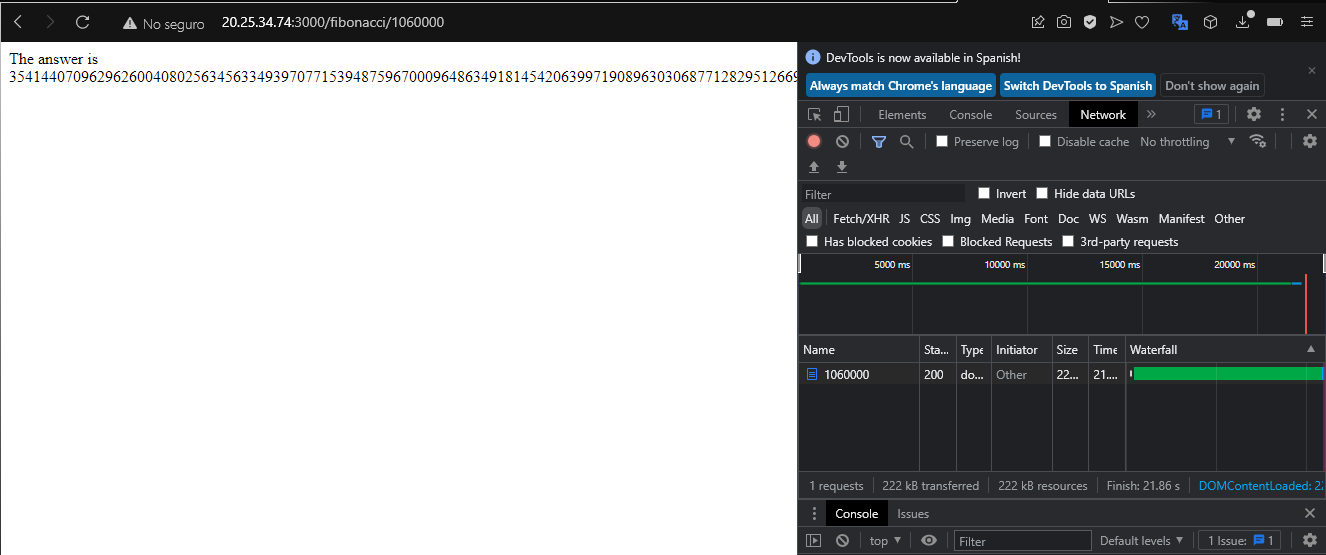 No seguro 20.25.34.74:3000/fibonacci/1060000
The answer is
DevTools is now available in Spanish!
Always match Chrome's language Switch DevTools to Spanish Don't show again
Elements Console Sources Network 1
Preserve log Disable cache No throttling
Filter Invert Hide data URLs
All Fetch/XHR JS CSS Img Media Font Doc WS Wasm Manifest Other
Has blocked cookies Blocked Requests 3rd-party requests
5000 ms 10000 ms 15000 ms 20000 ms
Name Sta... Type Initiator Size Time Waterfall
1060000 200 do... Other 22... 21....
1 requests 222 kB transferred 222 kB resources Finish: 21.86 s DOMContentLoaded: 2
Console Issues
top Filter Default levels 1 Issue: 1